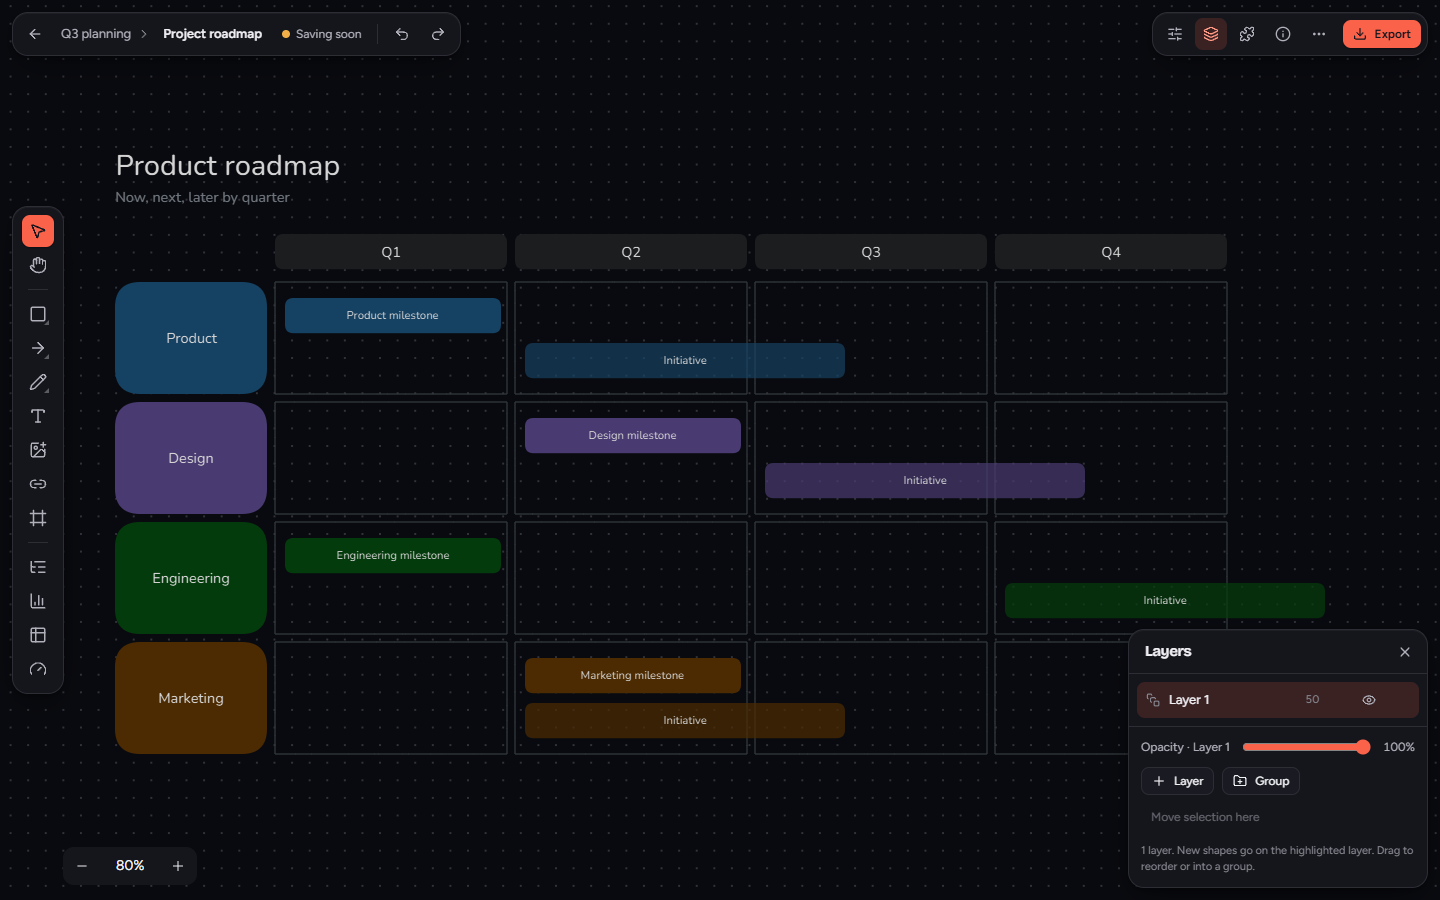 Q3 planning
Project roadmap
Saving soon
Export
Product roadmap
Now, next, later by quarter
Q1
Q2
Q3
Q4
Product
Product milestone
Initiative
Design
Design milestone
Initiative
Engineering
Engineering milestone
Initiative
Marketing
Marketing milestone
Initiative
Layers
Layer 1
50
Opacity · Layer 1
100%
Layer
Group
Move selection here
1 layer. New shapes go on the highlighted layer. Drag to
reorder or into a group.
80%